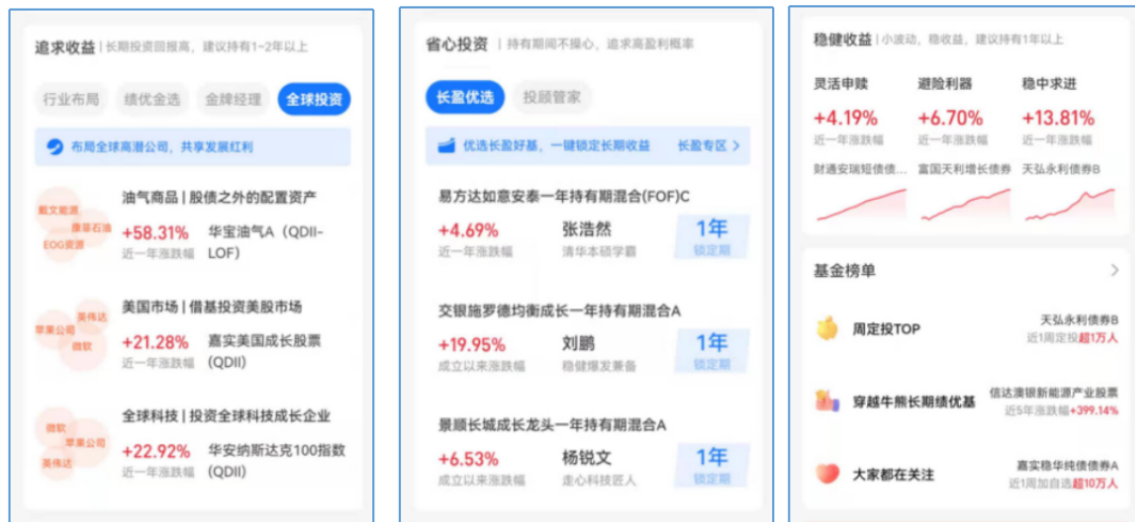 追求收益 | 长期投资回报高，建议持有1-2年以上
行业布局 绩优金选 金牌经理 全球投资
布局全球高潜公司，共享发展红利
油气商品 | 股债之外的配置资产
戴文能源
康菲石油
EOG资源
+58.31%
近一年涨跌幅
华宝油气A（QDII-
LOF）
美国市场 | 借基投资美股市场
英伟达
苹果公司
微软
+21.28%
近一年涨跌幅
嘉实美国成长股票
(QDII)
全球科技 | 投资全球科技成长企业
微软
苹果公司
英伟达
+22.92%
近一年涨跌幅
华安纳斯达克100指数
(QDII)
省心投资 | 持有期间不操心，追求高盈利概率
长盈优选 投顾管家
优选长盈好基，一键锁定长期收益 长盈专区 >
易方达如意安泰一年持有期混合(FOF)C
+4.69% 张浩然 1年
近一年涨跌幅 清华本硕学霸 锁定期
交银施罗德均衡成长一年持有期混合A
+19.95% 刘鹏 1年
成立以来涨跌幅 稳健爆发兼备 锁定期
景顺长城成长龙头一年持有期混合A
+6.53% 杨锐文 1年
成立以来涨跌幅 走心科技匠人 锁定期
稳健收益 | 小波动，稳收益，建议持有1年以上
灵活申赎 避险利器 稳中求进
+4.19% +6.70% +13.81%
近一年涨跌幅 近一年涨跌幅 近一年涨跌幅
财通安瑞短债债... 富国天利增长债券 天弘永利债券B
基金榜单 >
周定投TOP
天弘永利债券B
近1周定投超1万人
穿越牛熊长期绩优基
信达澳银新能源产业股票
近5年涨跌幅+399.14%
大家都在关注
嘉实稳华纯债债券A
近1周加自选超10万人